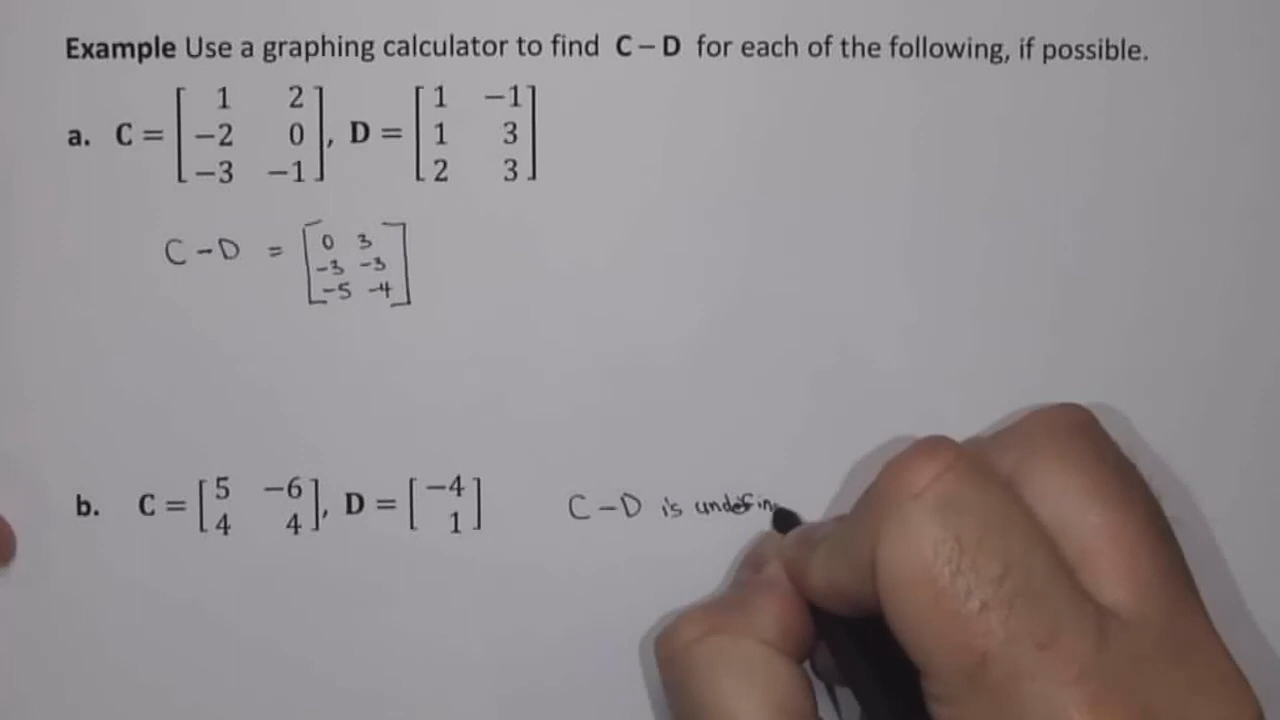 Example Use a graphing calculator to find C – D for each of the following, if possible.
a. C = [ 1 2
−2 0
−3 −1 ], D = [ 1 −1
1 3
2 3 ]
C − D = [ 0 3
−3 −3
−5 −4 ]
b. C = [ 5 −6
4 4 ], D = [ −4
1 ] C − D is undefin